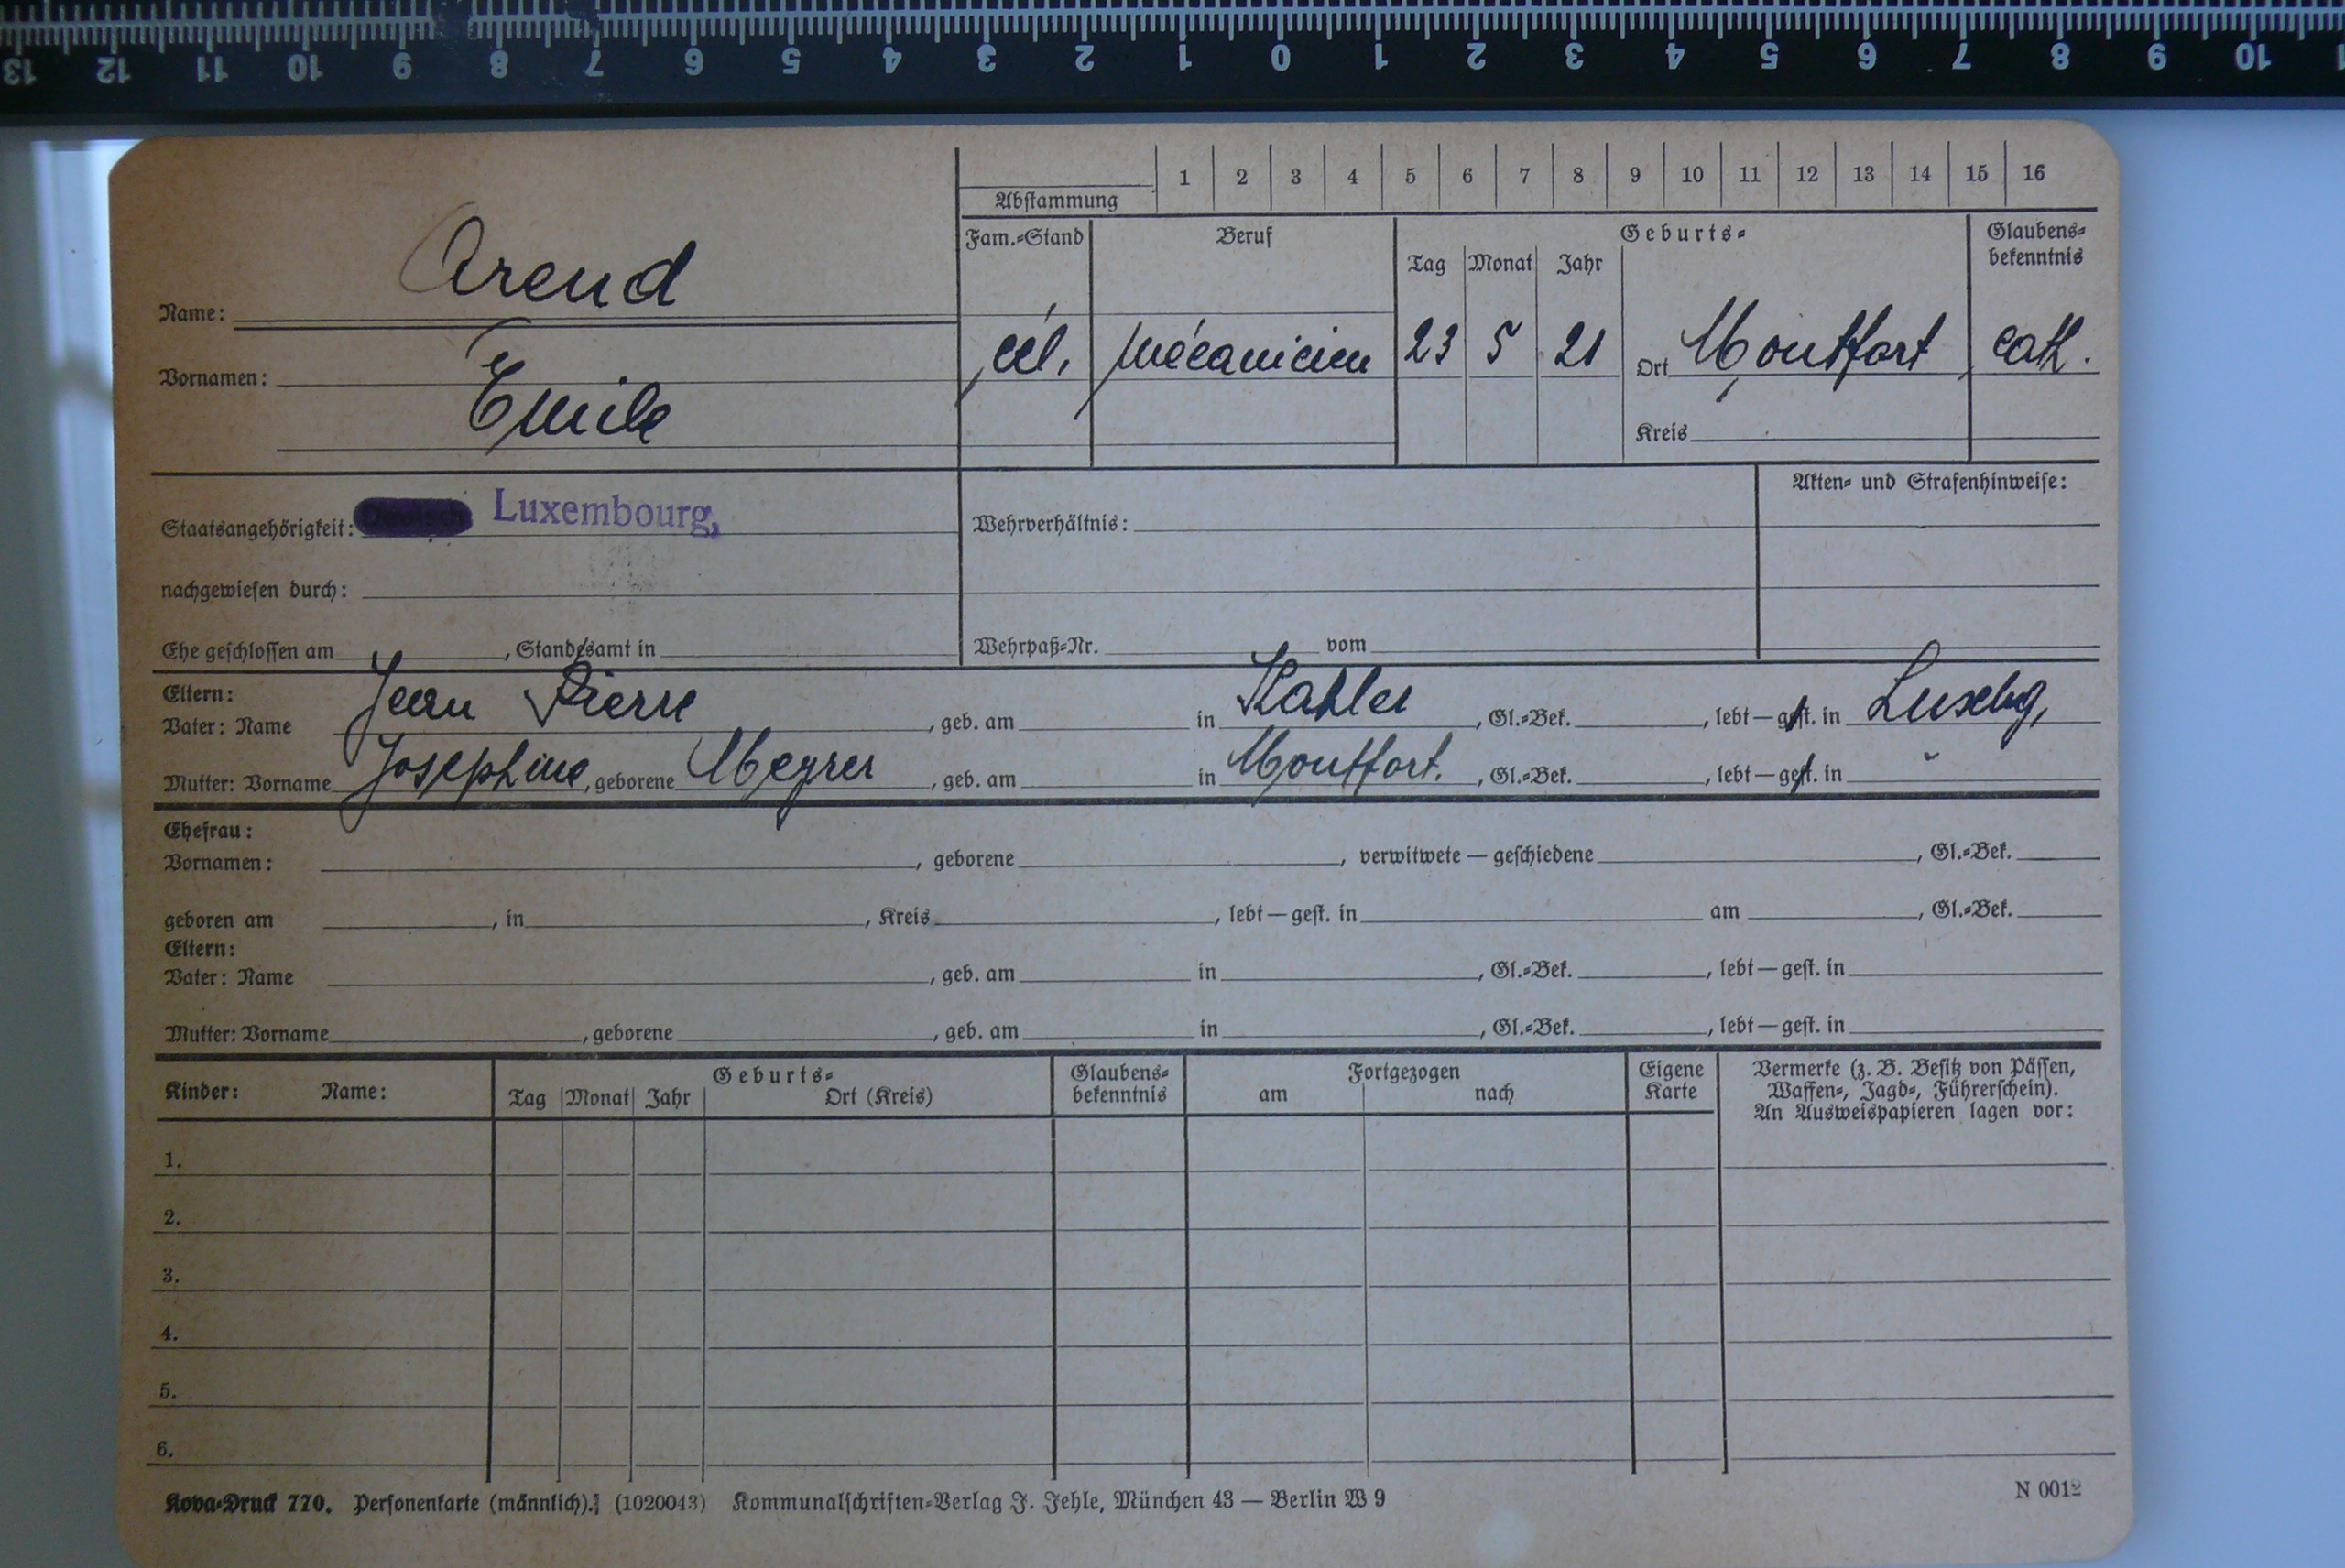 13 12 11 10 9 8 7 6 5 4 3 2 1 0 1 2 3 4 5 6 7 8 9 10
1 2 3 4 5 6 7 8 9 10 11 12 13 14 15 16
Abstammung
Fam.-Stand Beruf Geburts- Glaubens-
Tag Monat Jahr bekenntnis
Name: Arend
cél. mécanicien 23 5 21 Ort Montfort cath.
Vornamen: Emile
Kreis
Akten- und Strafenhinweise:
Staatsangehörigkeit: Deutsch Luxembourg, Wehrverhältnis:
nachgewiesen durch:
Ehe geschlossen am , Standesamt in Wehrpaß-Nr. vom
Eltern:
Vater: Name Jean Pierre , geb. am in Kahler , Gl.-Bek. , lebt — gest. in Luxbg,
Mutter: Vorname Josephine , geborene Meyrer , geb. am in Montfort. , Gl.-Bek. , lebt — gest. in
Ehefrau:
Vornamen: , geborene , verwitwete — geschiedene , Gl.-Bek.
geboren am , in , Kreis , lebt — gest. in am , Gl.-Bek.
Eltern:
Vater: Name , geb. am in , Gl.-Bek. , lebt — gest. in
Mutter: Vorname , geborene , geb. am in , Gl.-Bek. , lebt — gest. in
Kinder: Name: Geburts- Glaubens- Fortgezogen Eigene Vermerke (z. B. Besitz von Pässen,
Tag Monat Jahr Ort (Kreis) bekenntnis am nach Karte Waffen-, Jagd-, Führerschein).
An Ausweispapieren lagen vor:
1.
2.
3.
4.
5.
6.
Kova-Druck 770. Personenkarte (männlich). (1020043) Kommunalschriften-Verlag J. Jehle, München 43 — Berlin W 9 N 0012